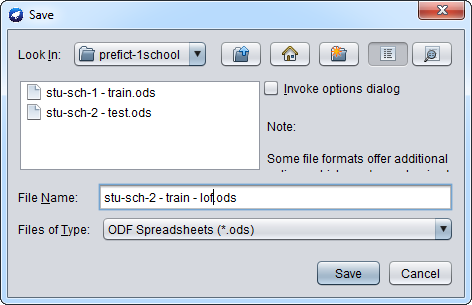 Save
Look In: prefict-1school
stu-sch-1 - train.ods
stu-sch-2 - test.ods
Invoke options dialog
Note:
Some file formats offer additional
File Name: stu-sch-2 - train - lof.ods
Files of Type: ODF Spreadsheets (*.ods)
Save Cancel